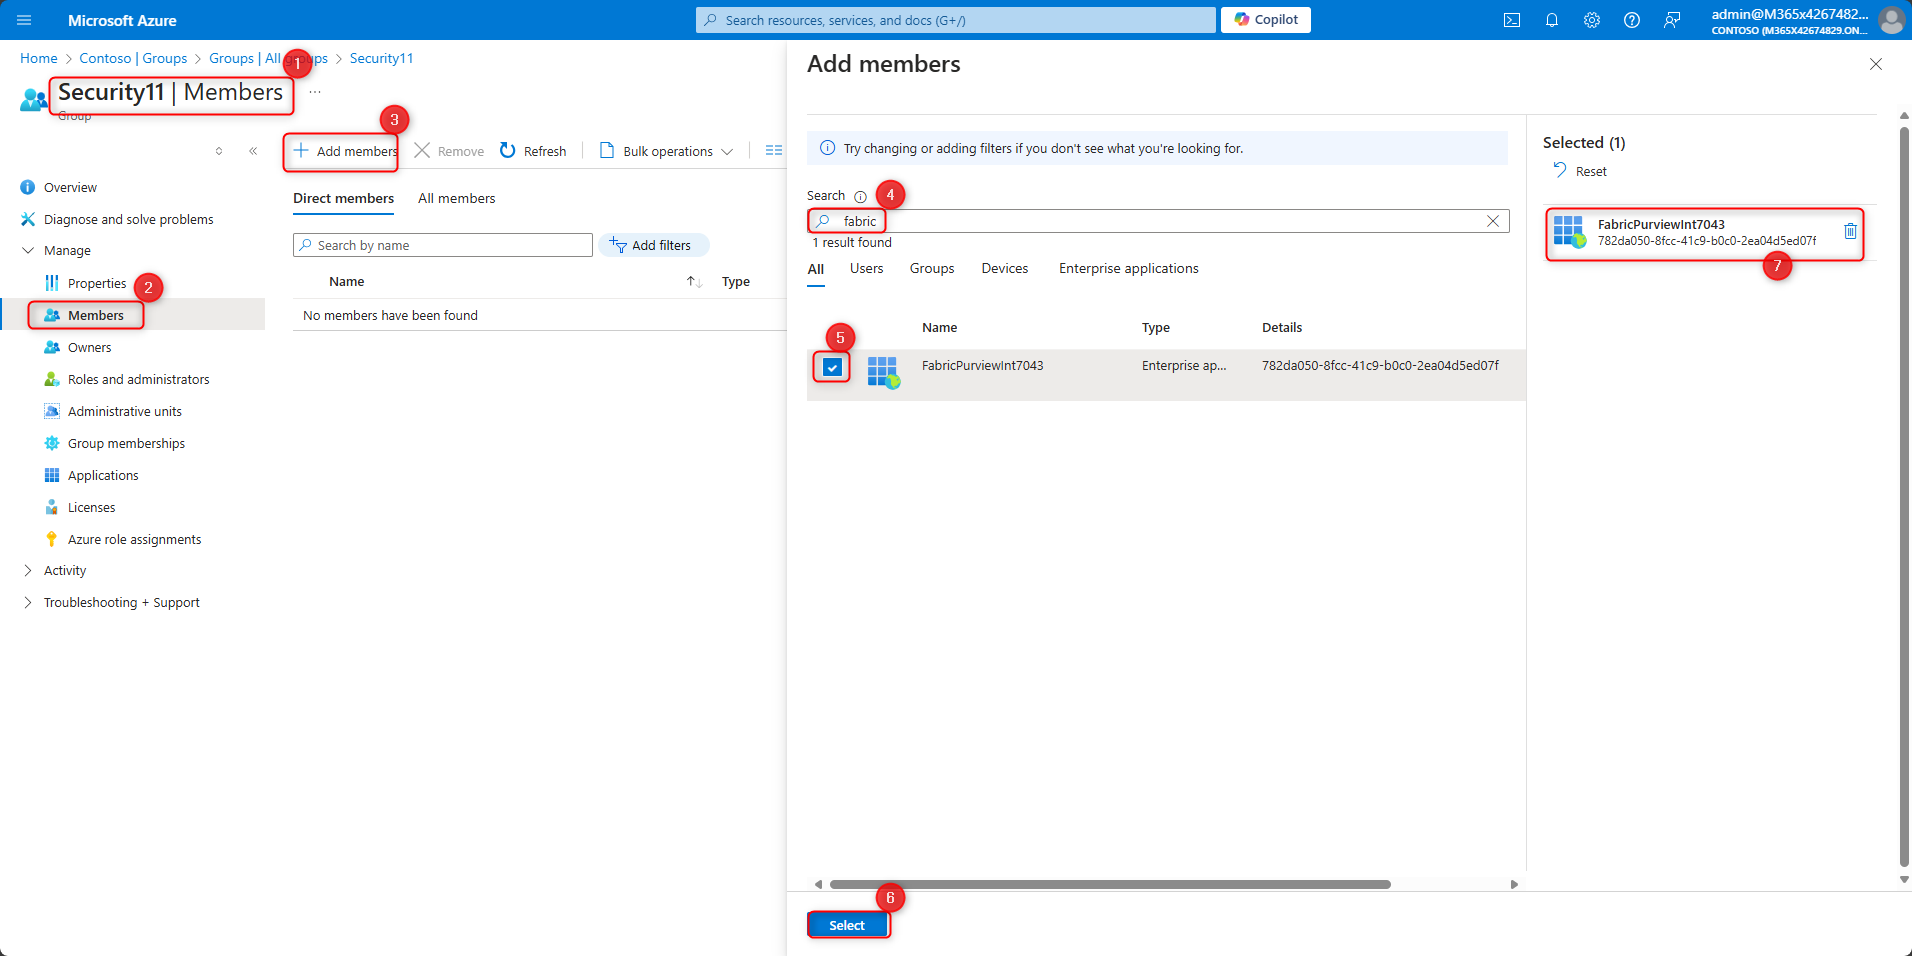 Microsoft Azure
Search resources, services, and docs (G+/)
Copilot
admin@M365x4267482...
CONTOSO (M365X42674829.ON...
Home > Contoso | Groups > Groups | All groups > Security11
1
Security11 | Members
...
Group
Overview
Diagnose and solve problems
Manage
Properties
2
Members
Owners
Roles and administrators
Administrative units
Group memberships
Applications
Licenses
Azure role assignments
Activity
Troubleshooting + Support
3
Add members
Remove
Refresh
Bulk operations
Direct members
All members
Search by name
Add filters
Name
Type
No members have been found
Add members
Try changing or adding filters if you don't see what you're looking for.
Search
4
fabric
1 result found
All
Users
Groups
Devices
Enterprise applications
Name
Type
Details
5
FabricPurviewInt7043
Enterprise ap...
782da050-8fcc-41c9-b0c0-2ea04d5ed07f
6
Select
Selected (1)
Reset
FabricPurviewInt7043
782da050-8fcc-41c9-b0c0-2ea04d5ed07f
7